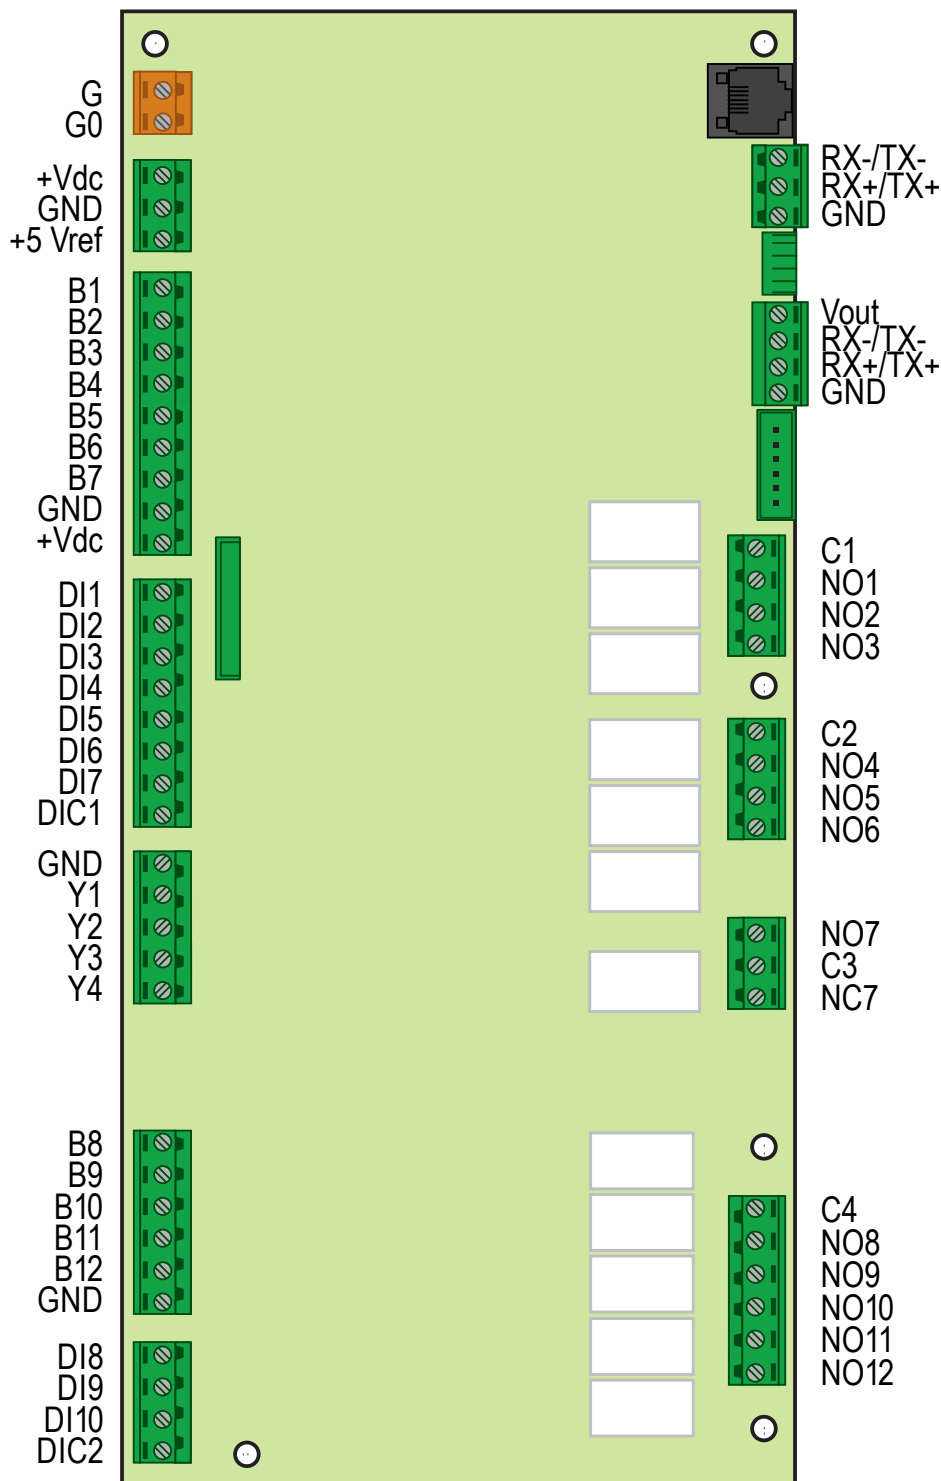 G
G0
+Vdc
GND
+5 Vref
B1
B2
B3
B4
B5
B6
B7
GND
+Vdc
DI1
DI2
DI3
DI4
DI5
DI6
DI7
DIC1
GND
Y1
Y2
Y3
Y4
B8
B9
B10
B11
B12
GND
DI8
DI9
DI10
DIC2
RX-/TX-
RX+/TX+
GND
Vout
RX-/TX-
RX+/TX+
GND
C1
NO1
NO2
NO3
C2
NO4
NO5
NO6
NO7
C3
NC7
C4
NO8
NO9
NO10
NO11
NO12